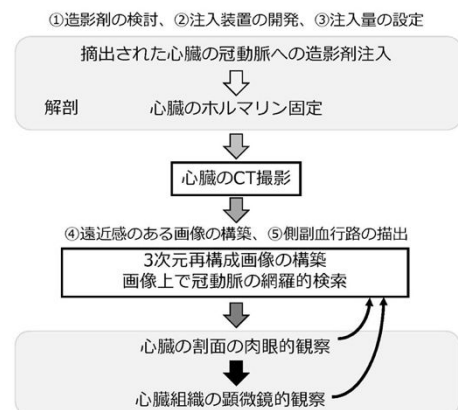 ①造影剤の検討、②注入装置の開発、③注入量の設定
摘出された心臓の冠動脈への造影剤注入
解剖 心臓のホルマリン固定
心臓のCT撮影
④遠近感のある画像の構築、⑤側副血行路の描出
3次元再構成画像の構築
画像上で冠動脈の網羅的検索
心臓の割面の肉眼的観察
心臓組織の顕微鏡的観察